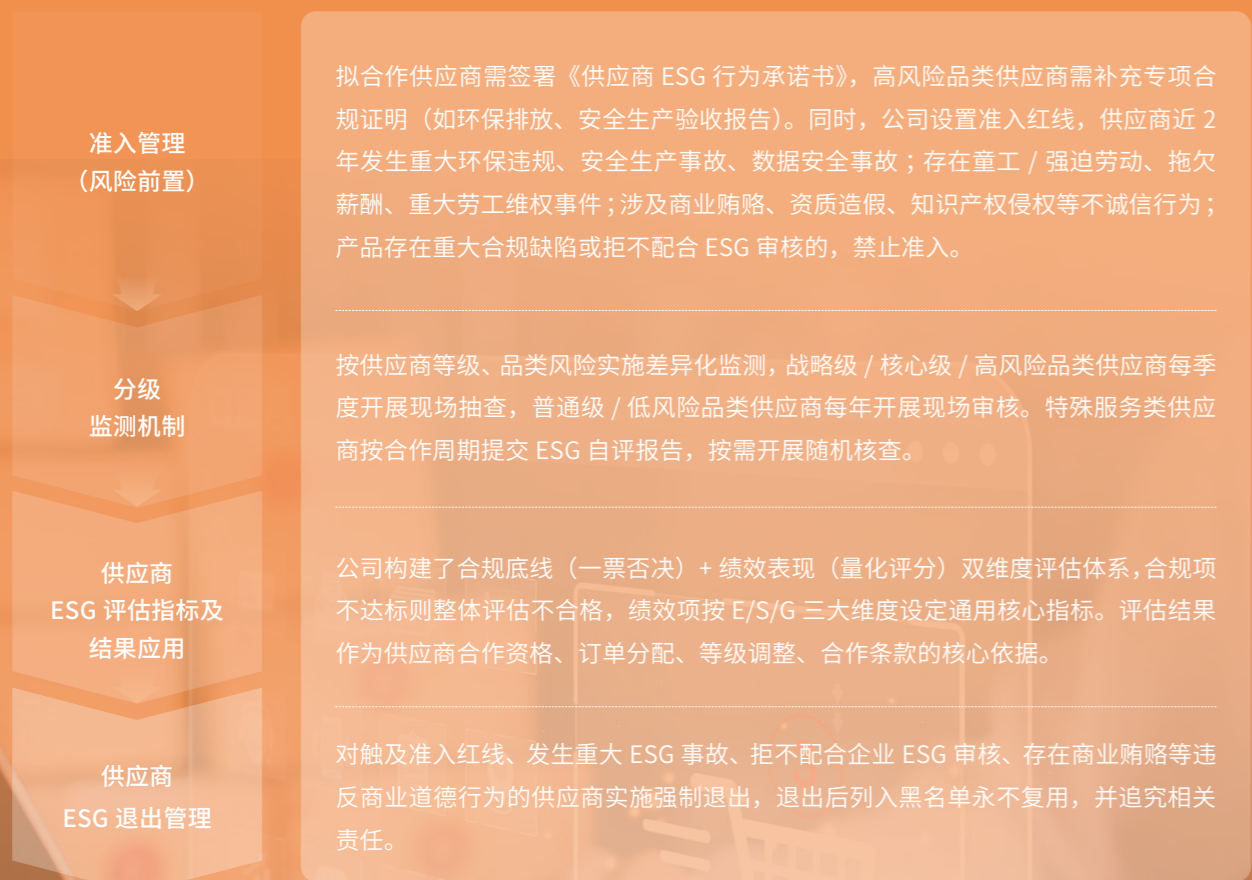 准入管理
（风险前置）
拟合作供应商需签署《供应商 ESG 行为承诺书》，高风险品类供应商需补充专项合
规证明（如环保排放、安全生产验收报告）。同时，公司设置准入红线，供应商近 2
年发生重大环保违规、安全生产事故、数据安全事故；存在童工 / 强迫劳动、拖欠
薪酬、重大劳工维权事件；涉及商业贿赂、资质造假、知识产权侵权等不诚信行为；
产品存在重大合规缺陷或拒不配合 ESG 审核的，禁止准入。
分级
监测机制
按供应商等级、品类风险实施差异化监测，战略级 / 核心级 / 高风险品类供应商每季
度开展现场抽查，普通级 / 低风险品类供应商每年开展现场审核。特殊服务类供应
商按合作周期提交 ESG 自评报告，按需开展随机核查。
供应商
ESG 评估指标及
结果应用
公司构建了合规底线（一票否决）+ 绩效表现（量化评分）双维度评估体系，合规项
不达标则整体评估不合格，绩效项按 E/S/G 三大维度设定通用核心指标。评估结果
作为供应商合作资格、订单分配、等级调整、合作条款的核心依据。
供应商
ESG 退出管理
对触及准入红线、发生重大 ESG 事故、拒不配合企业 ESG 审核、存在商业贿赂等违
反商业道德行为的供应商实施强制退出，退出后列入黑名单永不复用，并追究相关
责任。